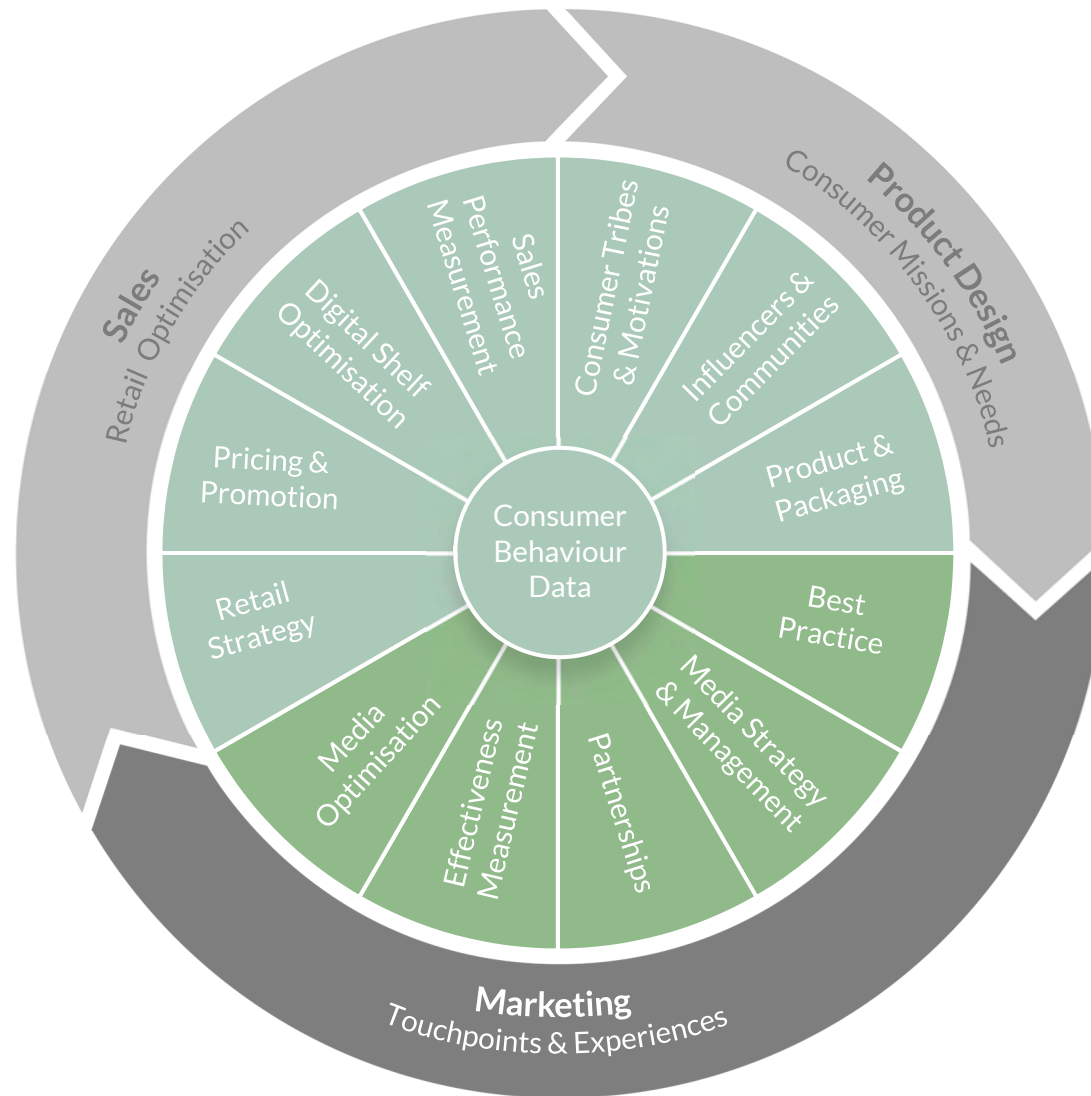 Product Design
Consumer Missions & Needs
Marketing
Touchpoints & Experiences
Sales
Retail Optimisation
Consumer Tribes
& Motivations
Influencers &
Communities
Product &
Packaging
Best
Practice
Media Strategy
& Management
Partnerships
Effectiveness
Measurement
Media
Optimisation
Retail
Strategy
Pricing &
Promotion
Digital Shelf
Optimisation
Sales
Performance
Measurement
Consumer
Behaviour
Data